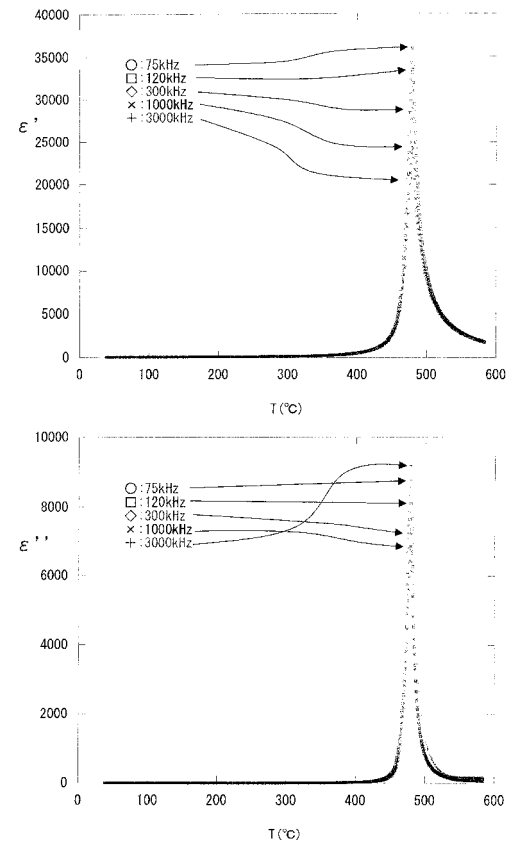 40000
35000
30000
25000
20000
15000
10000
5000
0
ε'
○:75kHz
□:120kHz
◇:300kHz
×:1000kHz
+:3000kHz
0 100 200 300 400 500 600
T(℃)
10000
8000
6000
4000
2000
0
ε''
○:75kHz
□:120kHz
◇:300kHz
×:1000kHz
+:3000kHz
0 100 200 300 400 500 600
T(℃)